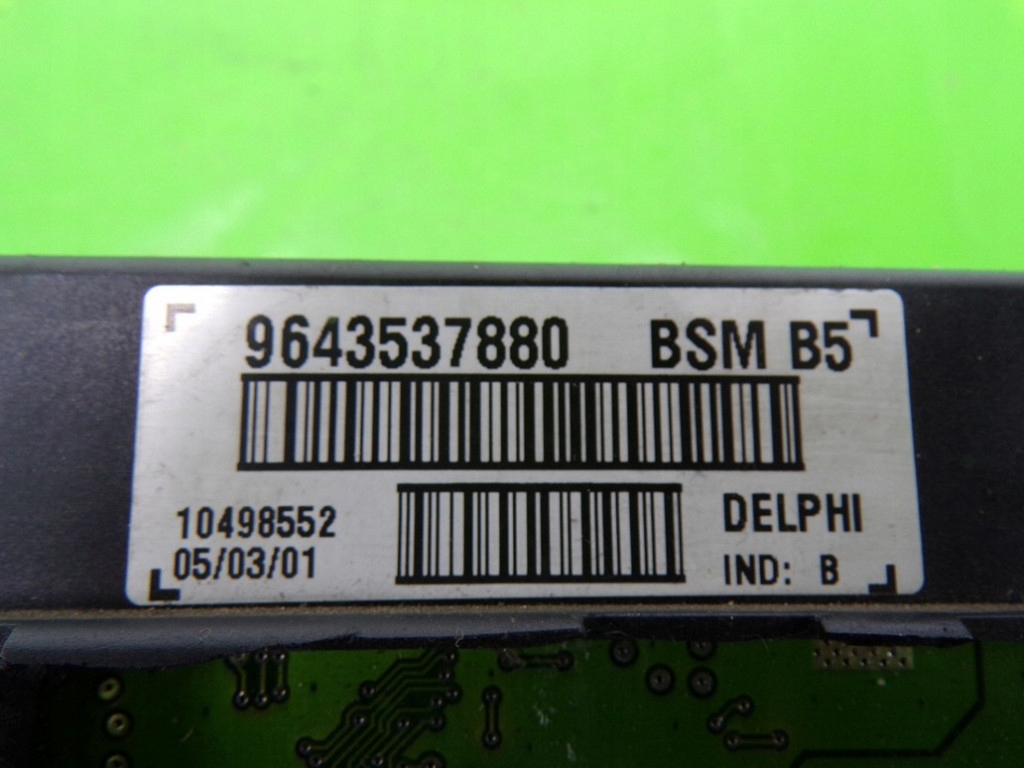 9643537880 BSM B5
10498552 DELPHI
05/03/01 IND: B